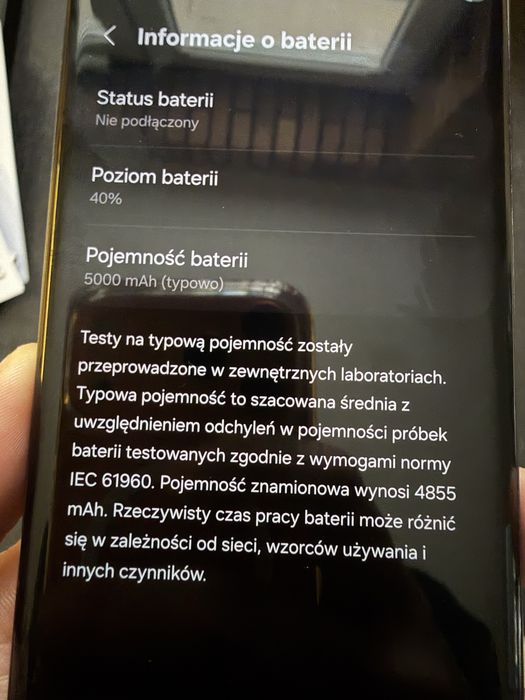 Informacje o baterii
Status baterii
Nie podłączony
Poziom baterii
40%
Pojemność baterii
5000 mAh (typowo)
Testy na typową pojemność zostały
przeprowadzone w zewnętrznych laboratoriach.
Typowa pojemność to szacowana średnia z
uwzględnieniem odchyleń w pojemności próbek
baterii testowanych zgodnie z wymogami normy
IEC 61960. Pojemność znamionowa wynosi 4855
mAh. Rzeczywisty czas pracy baterii może różnić
się w zależności od sieci, wzorców używania i
innych czynników.